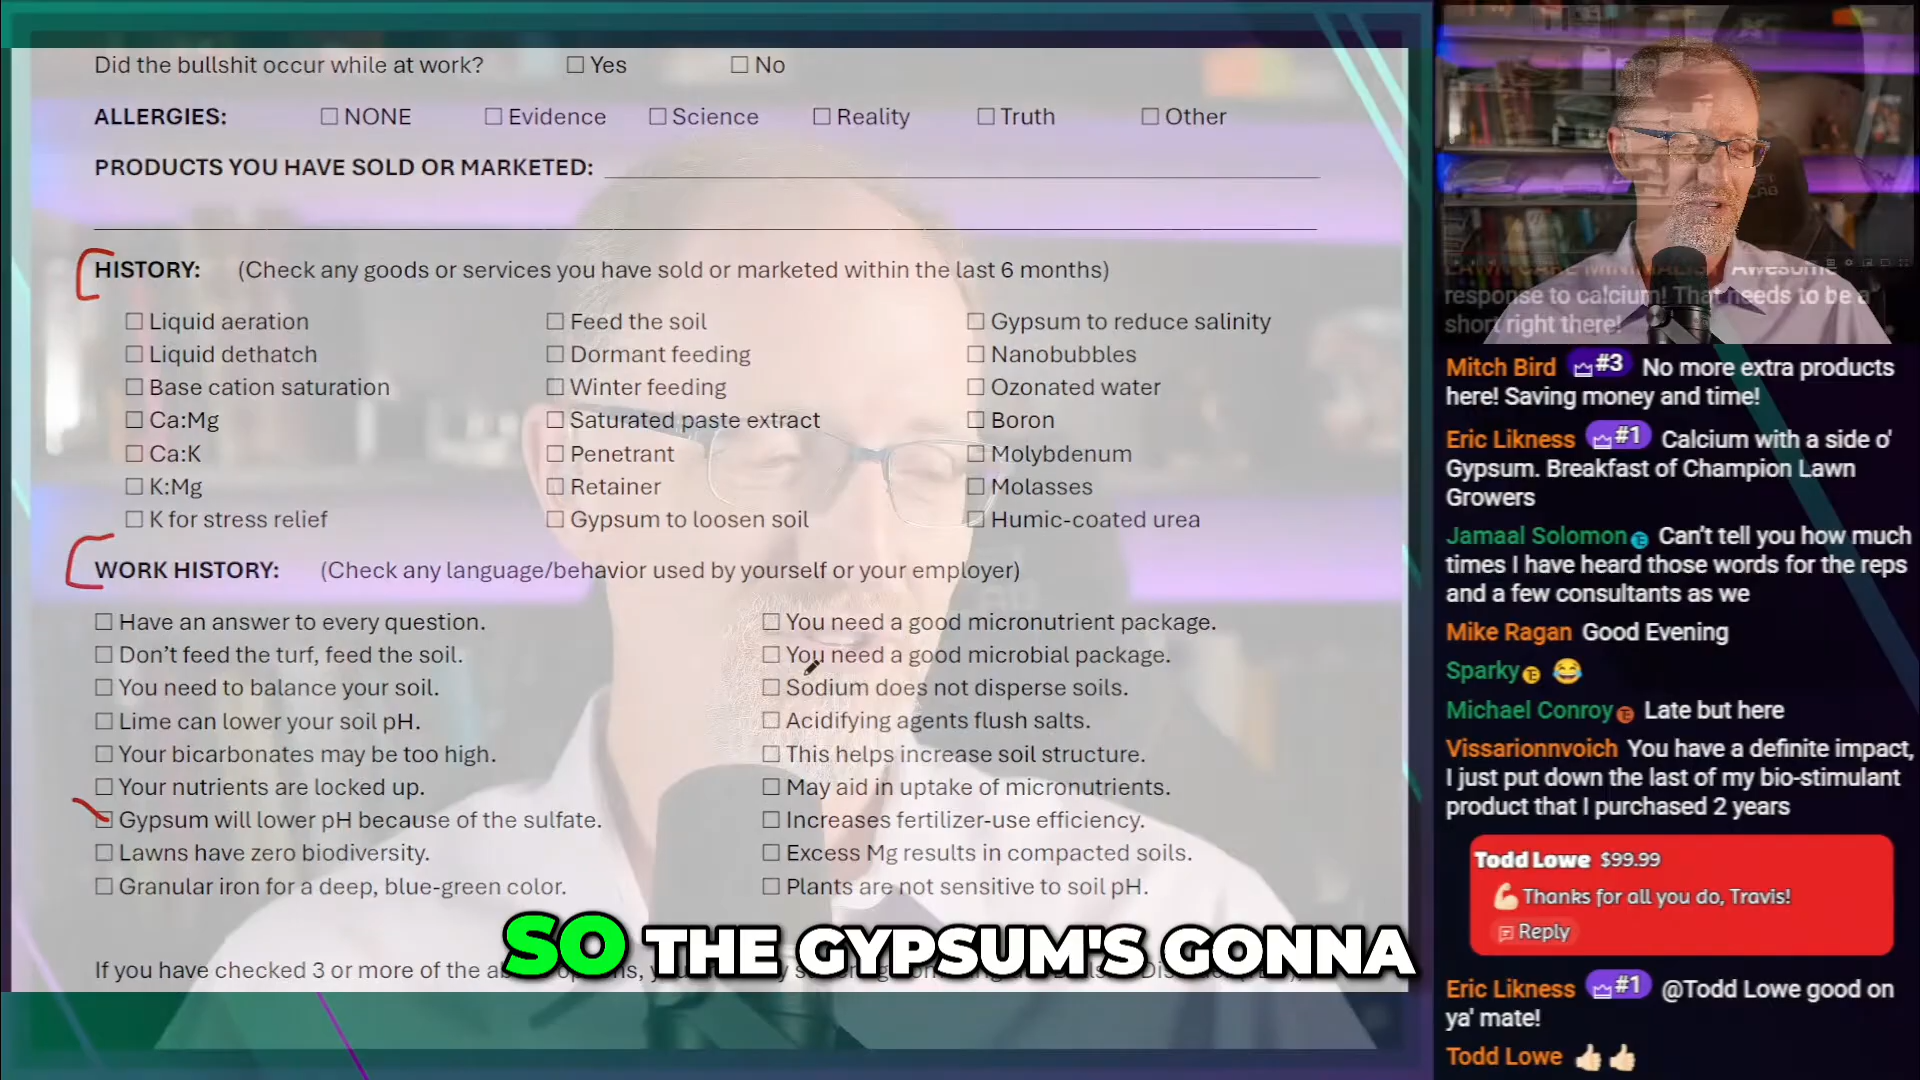 Did the bullshit occur while at work? ☐ Yes ☐ No
ALLERGIES: ☐ NONE ☐ Evidence ☐ Science ☐ Reality ☐ Truth ☐ Other
PRODUCTS YOU HAVE SOLD OR MARKETED:
HISTORY: (Check any goods or services you have sold or marketed within the last 6 months)
☐ Liquid aeration
☐ Liquid dethatch
☐ Base cation saturation
☐ Ca:Mg
☐ Ca:K
☐ K:Mg
☐ K for stress relief
☐ Feed the soil
☐ Dormant feeding
☐ Winter feeding
☐ Saturated paste extract
☐ Penetrant
☐ Retainer
☐ Gypsum to loosen soil
☐ Gypsum to reduce salinity
☐ Nanobubbles
☐ Ozonated water
☐ Boron
☐ Molybdenum
☐ Molasses
☐ Humic-coated urea
WORK HISTORY: (Check any language/behavior used by yourself or your employer)
☐ Have an answer to every question.
☐ Don't feed the turf, feed the soil.
☐ You need to balance your soil.
☐ Lime can lower your soil pH.
☐ Your bicarbonates may be too high.
☐ Your nutrients are locked up.
☐ Gypsum will lower pH because of the sulfate.
☐ Lawns have zero biodiversity.
☐ Granular iron for a deep, blue-green color.
☐ You need a good micronutrient package.
☐ You need a good microbial package.
☐ Sodium does not disperse soils.
☐ Acidifying agents flush salts.
☐ This helps increase soil structure.
☐ May aid in uptake of micronutrients.
☐ Increases fertilizer-use efficiency.
☐ Excess Mg results in compacted soils.
☐ Plants are not sensitive to soil pH.
SO THE GYPSUM'S GONNA
If you have checked 3 or more of the
LAWN CARE MINIMALIST Awesome
response to calcium! That needs to be a
short right there!
Mitch Bird #3 No more extra products
here! Saving money and time!
Eric Likness #1 Calcium with a side o'
Gypsum. Breakfast of Champion Lawn
Growers
Jamaal Solomon Can't tell you how much
times I have heard those words for the reps
and a few consultants as we
Mike Ragan Good Evening
Sparky 😂
Michael Conroy Late but here
Vissarionnvoich You have a definite impact,
I just put down the last of my bio-stimulant
product that I purchased 2 years
Todd Lowe $99.99
💪Thanks for all you do, Travis!
Reply
Eric Likness #1 @Todd Lowe good on
ya' mate!
Todd Lowe 👍🏻👍🏻